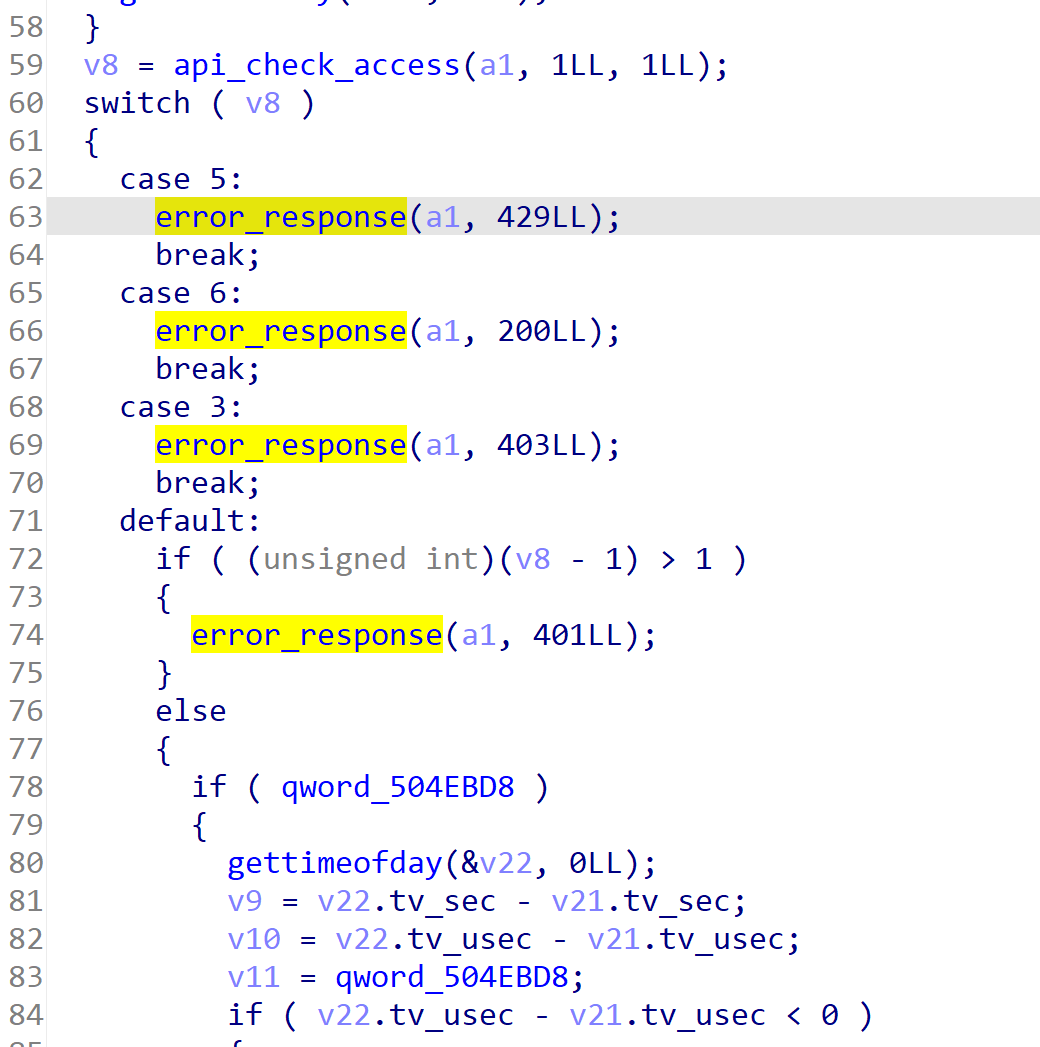 58 }
59 v8 = api_check_access(a1, 1LL, 1LL);
60 switch ( v8 )
61 {
62 case 5:
63 error_response(a1, 429LL);
64 break;
65 case 6:
66 error_response(a1, 200LL);
67 break;
68 case 3:
69 error_response(a1, 403LL);
70 break;
71 default:
72 if ( (unsigned int)(v8 - 1) > 1 )
73 {
74 error_response(a1, 401LL);
75 }
76 else
77 {
78 if ( qword_504EBD8 )
79 {
80 gettimeofday(&v22, 0LL);
81 v9 = v22.tv_sec - v21.tv_sec;
82 v10 = v22.tv_usec - v21.tv_usec;
83 v11 = qword_504EBD8;
84 if ( v22.tv_usec - v21.tv_usec < 0 )